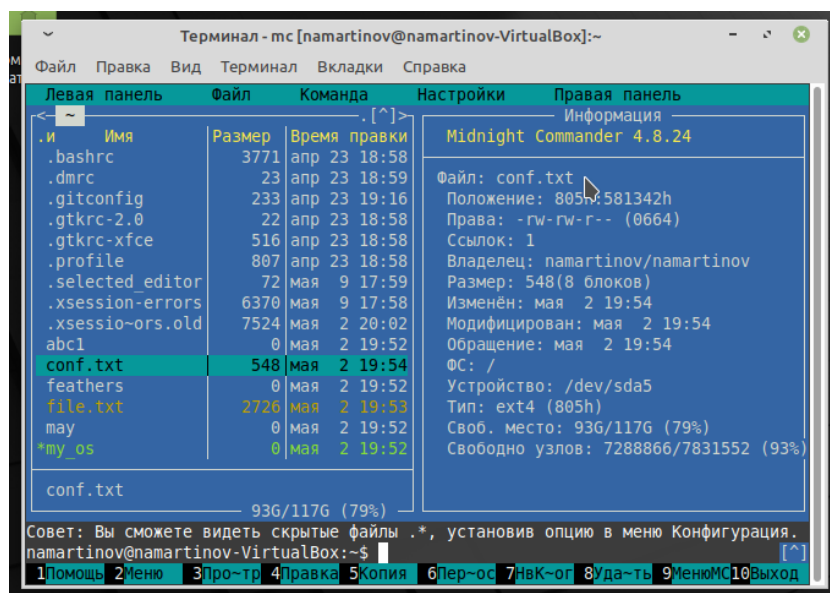 Терминал - mc [namartinov@namartinov-VirtualBox]:~
Файл Правка Вид Терминал Вкладки Справка
Левая панель Файл Команда Настройки Правая панель
<- ~ .[^]>
Информация
.и Имя Размер Время правки
Midnight Commander 4.8.24
.bashrc 3771 апр 23 18:58
.dmrc 23 апр 23 18:59
Файл: conf.txt
.gitconfig 233 апр 23 19:16
Положение: 805h:581342h
.gtkrc-2.0 22 апр 23 18:58
Права: -rw-rw-r-- (0664)
.gtkrc-xfce 516 апр 23 18:58
Ссылок: 1
.profile 807 апр 23 18:58
Владелец: namartinov/namartinov
.selected_editor 72 мая 9 17:59
Размер: 548(8 блоков)
.xsession-errors 6370 мая 9 17:58
Изменён: мая 2 19:54
.xsessio~ors.old 7524 мая 2 20:02
Модифицирован: мая 2 19:54
abc1 0 мая 2 19:52
Обращение: мая 2 19:54
conf.txt 548 мая 2 19:54
ФС: /
feathers 0 мая 2 19:52
Устройство: /dev/sda5
file.txt 2726 мая 2 19:53
Тип: ext4 (805h)
may 0 мая 2 19:52
Своб. место: 93G/117G (79%)
*my_os 0 мая 2 19:52
Свободно узлов: 7288866/7831552 (93%)
conf.txt
93G/117G (79%)
Совет: Вы сможете видеть скрытые файлы .*, установив опцию в меню Конфигурация.
namartinov@namartinov-VirtualBox:~$ [^]
1Помощь 2Меню 3Про~тр 4Правка 5Копия 6Пер~ос 7НвК~ог 8Уда~ть 9МенюMC 10Выход